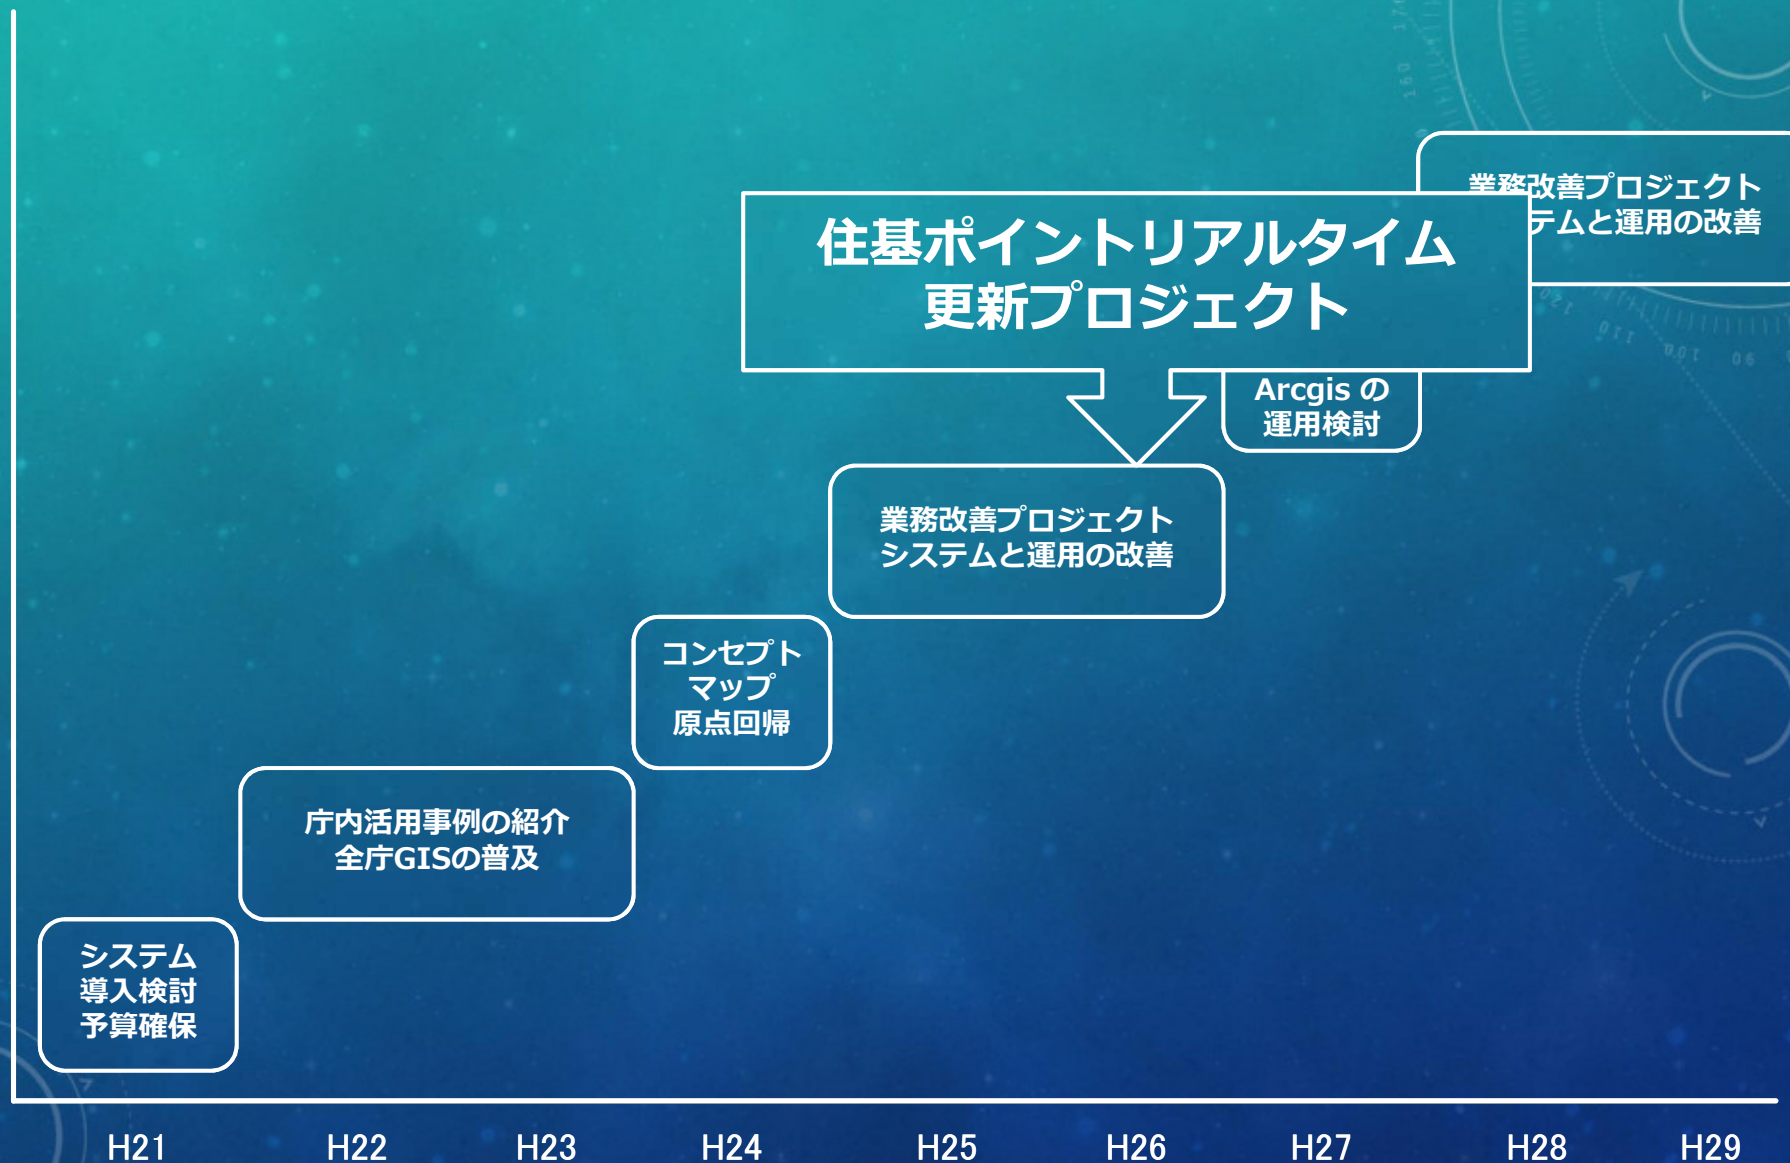 業務改善プロジェクト
テムと運用の改善
住基ポイントリアルタイム
更新プロジェクト
Arcgis の
運用検討
業務改善プロジェクト
システムと運用の改善
コンセプト
マップ
原点回帰
庁内活用事例の紹介
全庁GISの普及
システム
導入検討
予算確保
H21 H22 H23 H24 H25 H26 H27 H28 H29
160
120
110
100
90